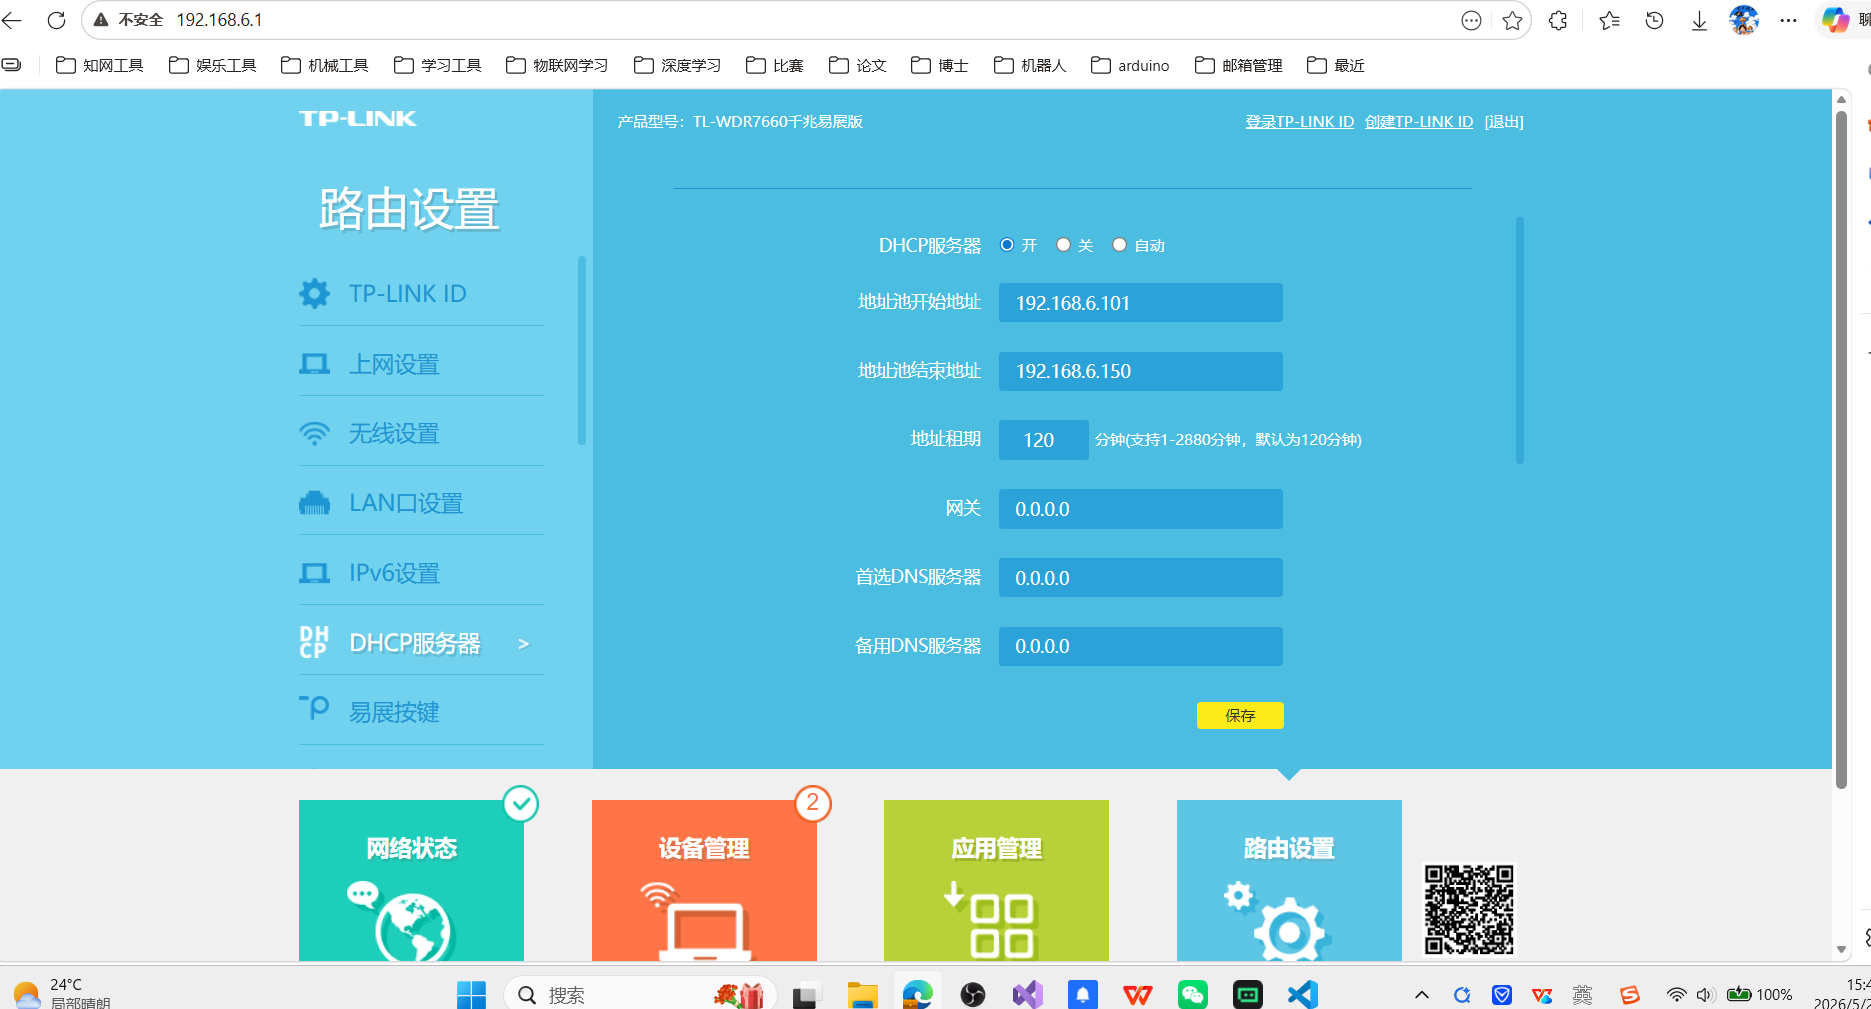 不安全 192.168.6.1
知网工具 娱乐工具 机械工具 学习工具 物联网学习 深度学习 比赛 论文 博士 机器人 arduino 邮箱管理 最近
TP-LINK
产品型号：TL-WDR7660千兆易展版
登录TP-LINK ID 创建TP-LINK ID [退出]
路由设置
TP-LINK ID
上网设置
无线设置
LAN口设置
IPv6设置
DHCP服务器 >
易展按键
DHCP服务器 开 关 自动
地址池开始地址 192.168.6.101
地址池结束地址 192.168.6.150
地址租期 120 分钟(支持1-2880分钟，默认为120分钟)
网关 0.0.0.0
首选DNS服务器 0.0.0.0
备用DNS服务器 0.0.0.0
保存
网络状态
设备管理 2
应用管理
路由设置
24°C
局部晴朗
搜索
英
100%